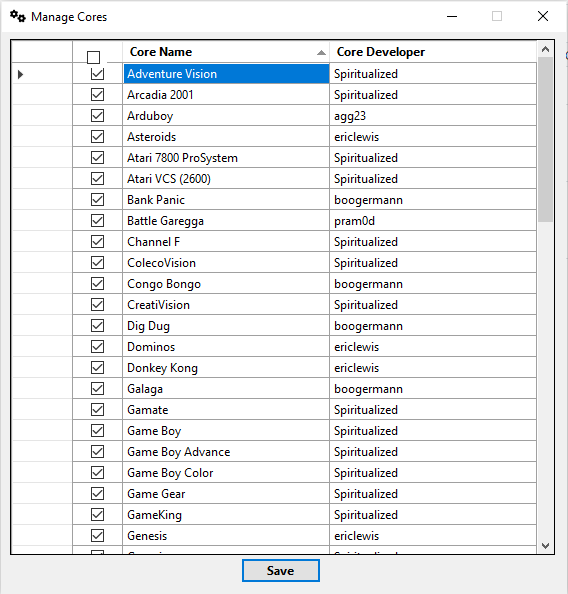 Manage Cores
Core Name Core Developer
Adventure Vision Spiritualized
Arcadia 2001 Spiritualized
Arduboy agg23
Asteroids ericlewis
Atari 7800 ProSystem Spiritualized
Atari VCS (2600) Spiritualized
Bank Panic boogermann
Battle Garegga pram0d
Channel F Spiritualized
ColecoVision Spiritualized
Congo Bongo boogermann
CreatiVision Spiritualized
Dig Dug boogermann
Dominos ericlewis
Donkey Kong ericlewis
Galaga boogermann
Gamate Spiritualized
Game Boy Spiritualized
Game Boy Advance Spiritualized
Game Boy Color Spiritualized
Game Gear Spiritualized
GameKing Spiritualized
Genesis ericlewis
Save